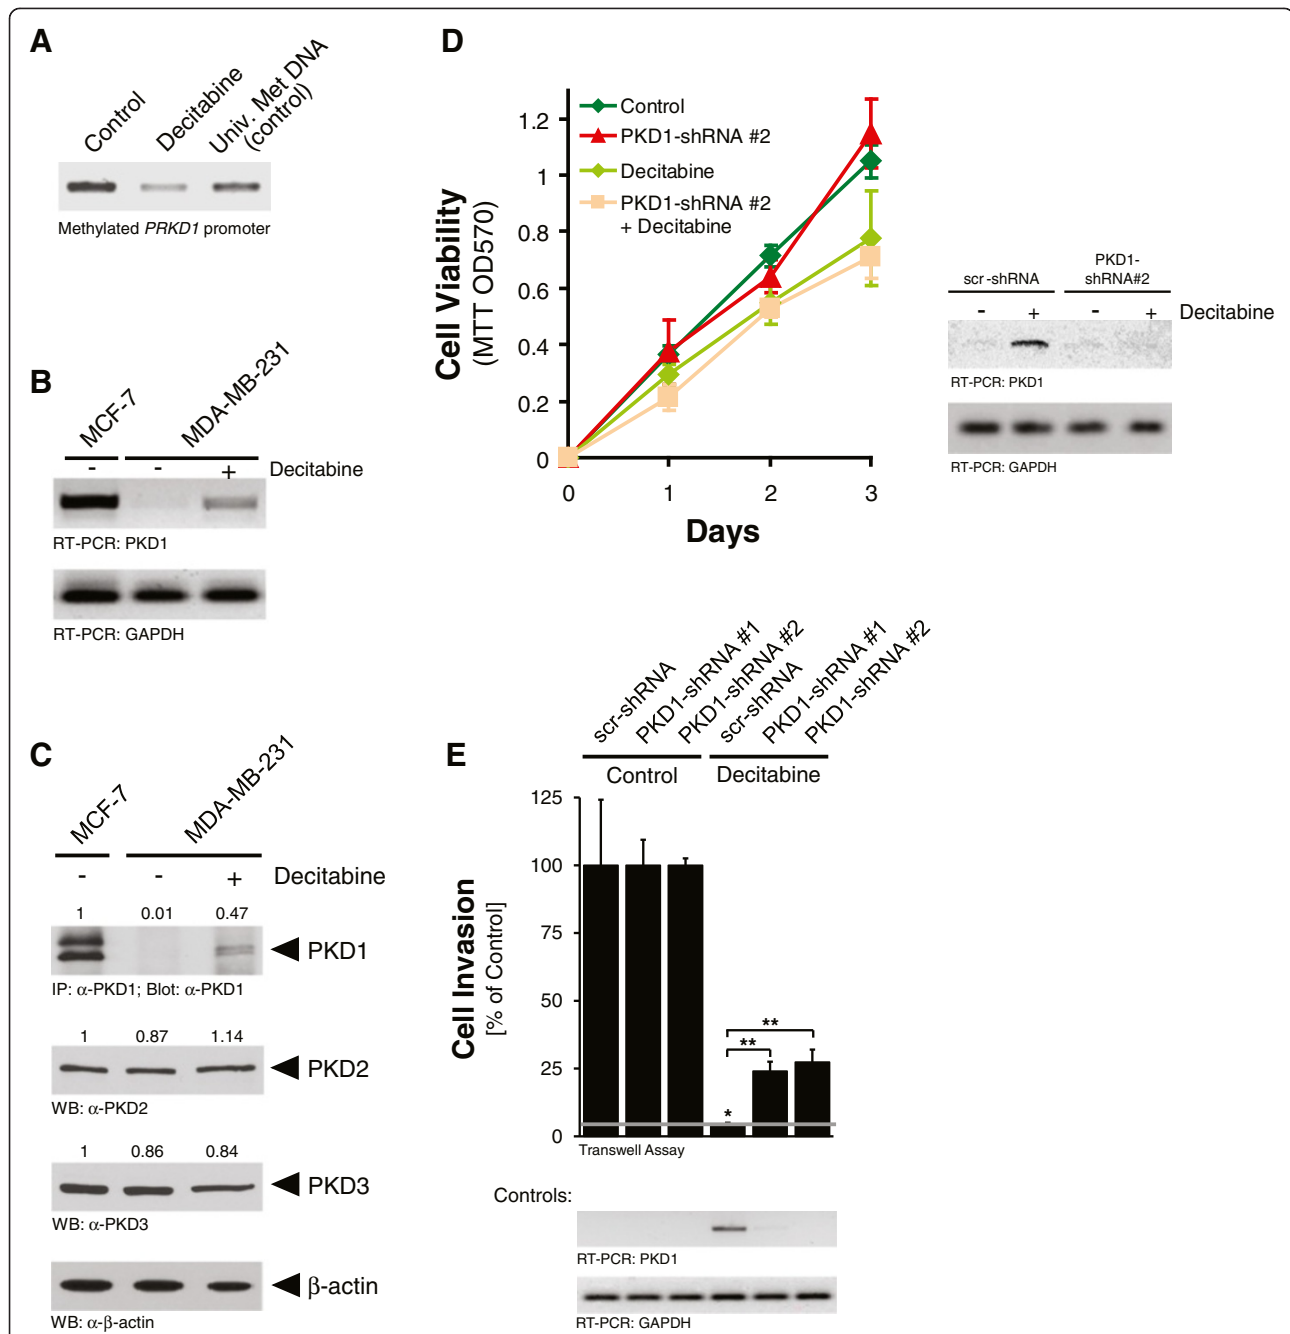 A
Control
Decitabine
Univ. Met DNA
(control)
Methylated PRKD1 promoter
B
MCF-7
MDA-MB-231
- - + Decitabine
RT-PCR: PKD1
RT-PCR: GAPDH
C
MCF-7
MDA-MB-231
- - + Decitabine
1 0.01 0.47
PKD1
IP: α-PKD1; Blot: α-PKD1
1 0.87 1.14
PKD2
WB: α-PKD2
1 0.86 0.84
PKD3
WB: α-PKD3
β-actin
WB: α-β-actin
D
Cell Viability
(MTT OD570)
1.2
1
0.8
0.6
0.4
0.2
0
Control
PKD1-shRNA #2
Decitabine
PKD1-shRNA #2
+ Decitabine
0 1 2 3
Days
scr-shRNA
PKD1-
shRNA#2
- + - + Decitabine
RT-PCR: PKD1
RT-PCR: GAPDH
E
scr-shRNA
PKD1-shRNA #1
PKD1-shRNA #2
scr-shRNA
PKD1-shRNA #1
PKD1-shRNA #2
Control
Decitabine
Cell Invasion
[% of Control]
125
100
75
50
25
0
**
**
*
Transwell Assay
Controls:
RT-PCR: PKD1
RT-PCR: GAPDH